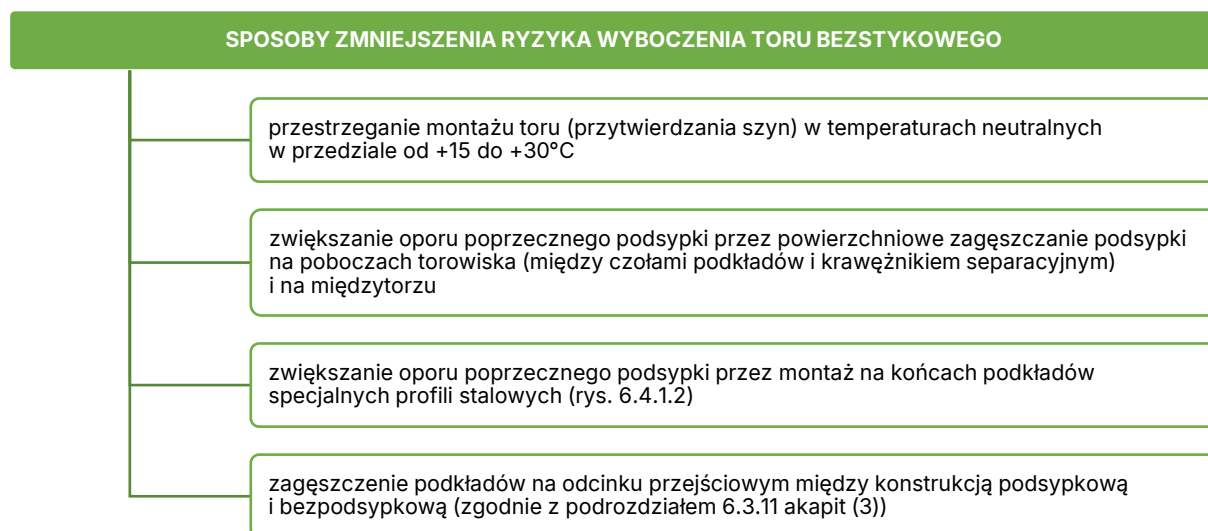 SPOSOBY ZMNIEJSZENIA RYZYKA WYBOCZENIA TORU BEZSTYKOWEGO
przestrzeganie montażu toru (przytwierdzania szyn) w temperaturach neutralnych
w przedziale od +15 do +30°C
zwiększanie oporu poprzecznego podsypki przez powierzchniowe zagęszczanie podsypki
na poboczach torowiska (między czołami podkładów i krawężnikiem separacyjnym)
i na międzytorzu
zwiększanie oporu poprzecznego podsypki przez montaż na końcach podkładów
specjalnych profili stalowych (rys. 6.4.1.2)
zagęszczenie podkładów na odcinku przejściowym między konstrukcją podsypkową
i bezpodsypkową (zgodnie z podrozdziałem 6.3.11 akapit (3))